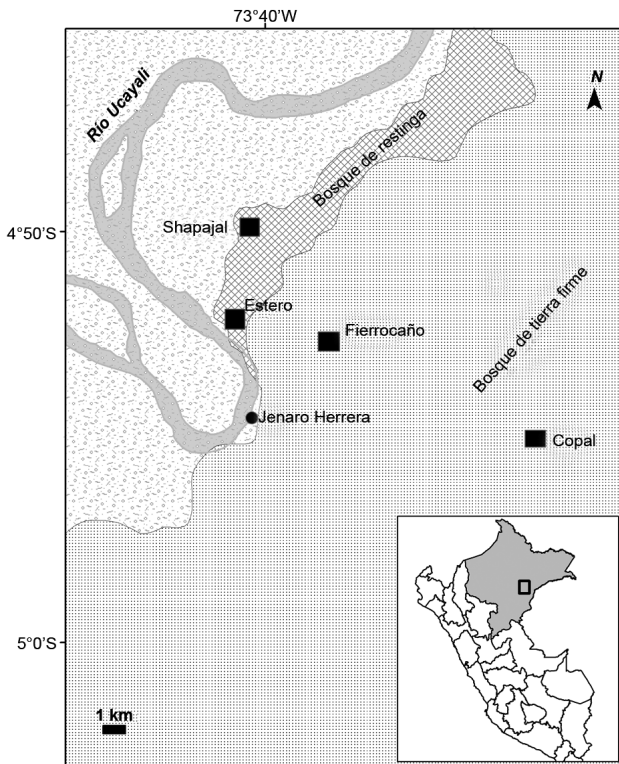 73°40'W
N
Río Ucayali
Bosque de restinga
4°50'S
Shapajal
Estero
Fierrocaño
Bosque de tierra firme
Jenaro Herrera
Copal
5°0'S
1 km